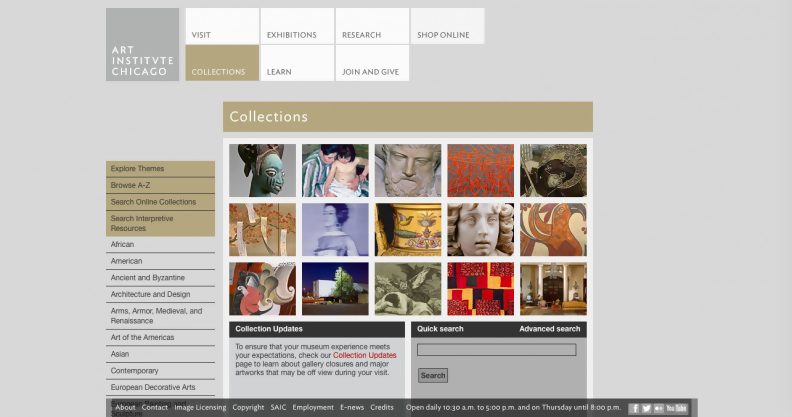 ART
INSTITVTE
CHICAGO
VISIT
EXHIBITIONS
RESEARCH
SHOP ONLINE
COLLECTIONS
LEARN
JOIN AND GIVE
Collections
Explore Themes
Browse A-Z
Search Online Collections
Search Interpretive
Resources
African
American
Ancient and Byzantine
Architecture and Design
Arms, Armor, Medieval, and
Renaissance
Art of the Americas
Asian
Contemporary
European Decorative Arts
Collection Updates
To ensure that your museum experience meets
your expectations, check our Collection Updates
page to learn about gallery closures and major
artworks that may be off view during your visit.
Quick search
Advanced search
Search
About Contact Image Licensing Copyright SAIC Employment E-news Credits Open daily 10:30 a.m. to 5:00 p.m. and on Thursday until 8:00 p.m. You Tube